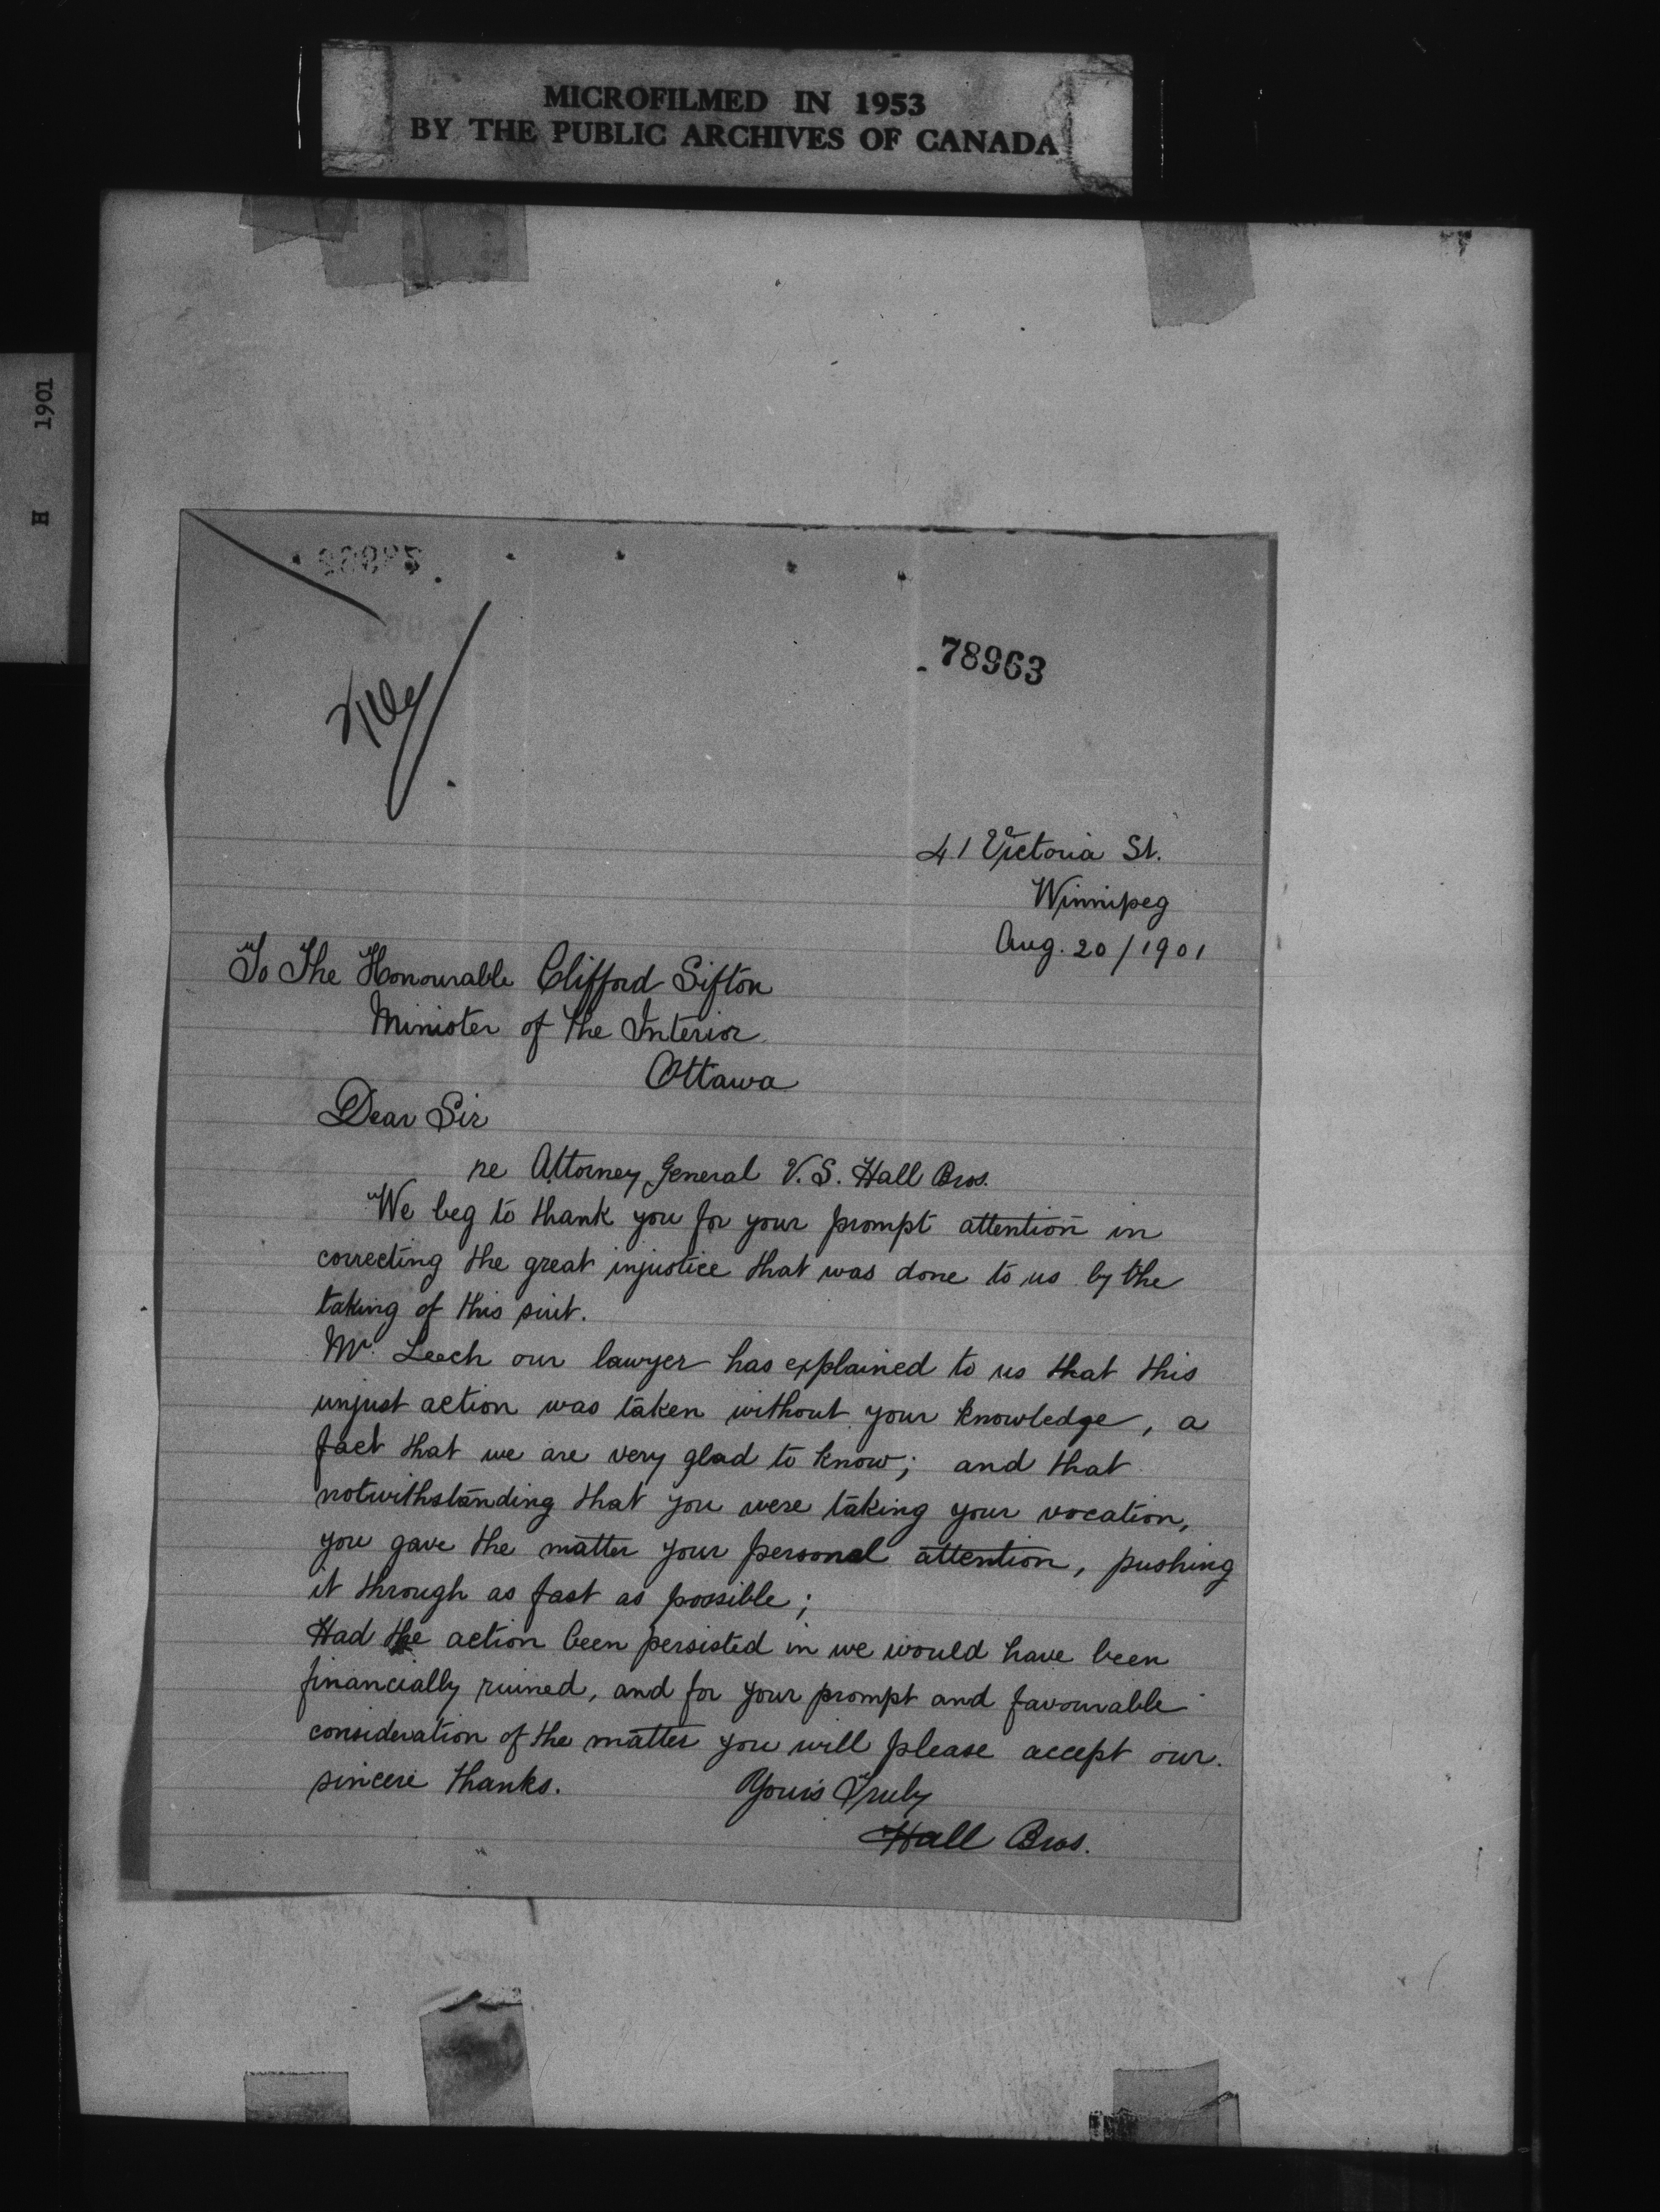 MICROFILMED IN 1953
BY THE PUBLIC ARCHIVES OF CANADA
H 1901
78963
41 Victoria St.
Winnipeg
Aug. 20/1901
To The Honourable Clifford Sifton
Minister of the Interior
Ottawa
Dear Sir
re Attorney General V.S. Hall Bros.
We beg to thank you for your prompt attention in
correcting the great injustice that was done to us by the
taking of this suit.
Mr. Leech our lawyer has explained to us that this
unjust action was taken without your knowledge, a
fact that we are very glad to know; and that
notwithstanding that you were taking your vocation,
you gave the matter your personal attention, pushing
it through as fast as possible;
Had the action been persisted in we would have been
financially ruined, and for your prompt and favourable
consideration of the matter you will please accept our
sincere thanks. Yours Truly
Hall Bros.